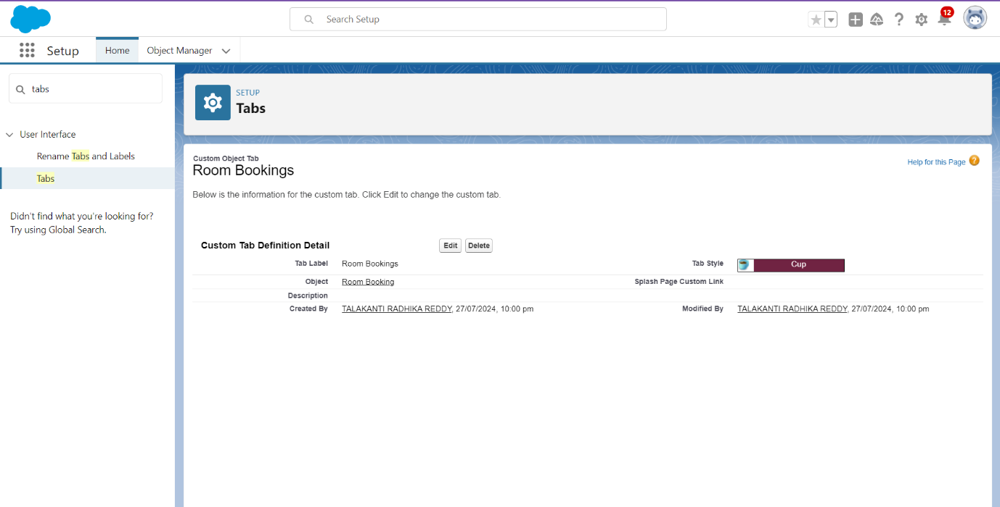 Search Setup
12
Setup
Home
Object Manager
tabs
User Interface
Rename Tabs and Labels
Tabs
Didn't find what you're looking for?
Try using Global Search.
SETUP
Tabs
Custom Object Tab
Room Bookings
Help for this Page ?
Below is the information for the custom tab. Click Edit to change the custom tab.
Custom Tab Definition Detail Edit Delete
Tab Label Room Bookings Tab Style Cup
Object Room Booking Splash Page Custom Link
Description
Created By TALAKANTI RADHIKA REDDY, 27/07/2024, 10:00 pm Modified By TALAKANTI RADHIKA REDDY, 27/07/2024, 10:00 pm